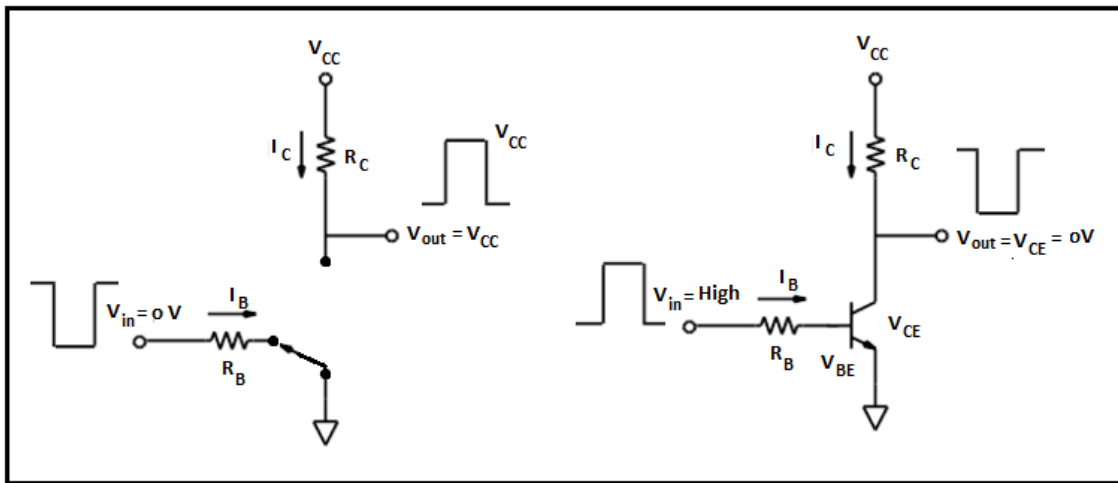 VCC
IC
RC
VCC
Vout = VCC
Vin = o V
IB
RB
VCC
IC
RC
Vout = VCE = oV
Vin = High
IB
RB
VCE
VBE